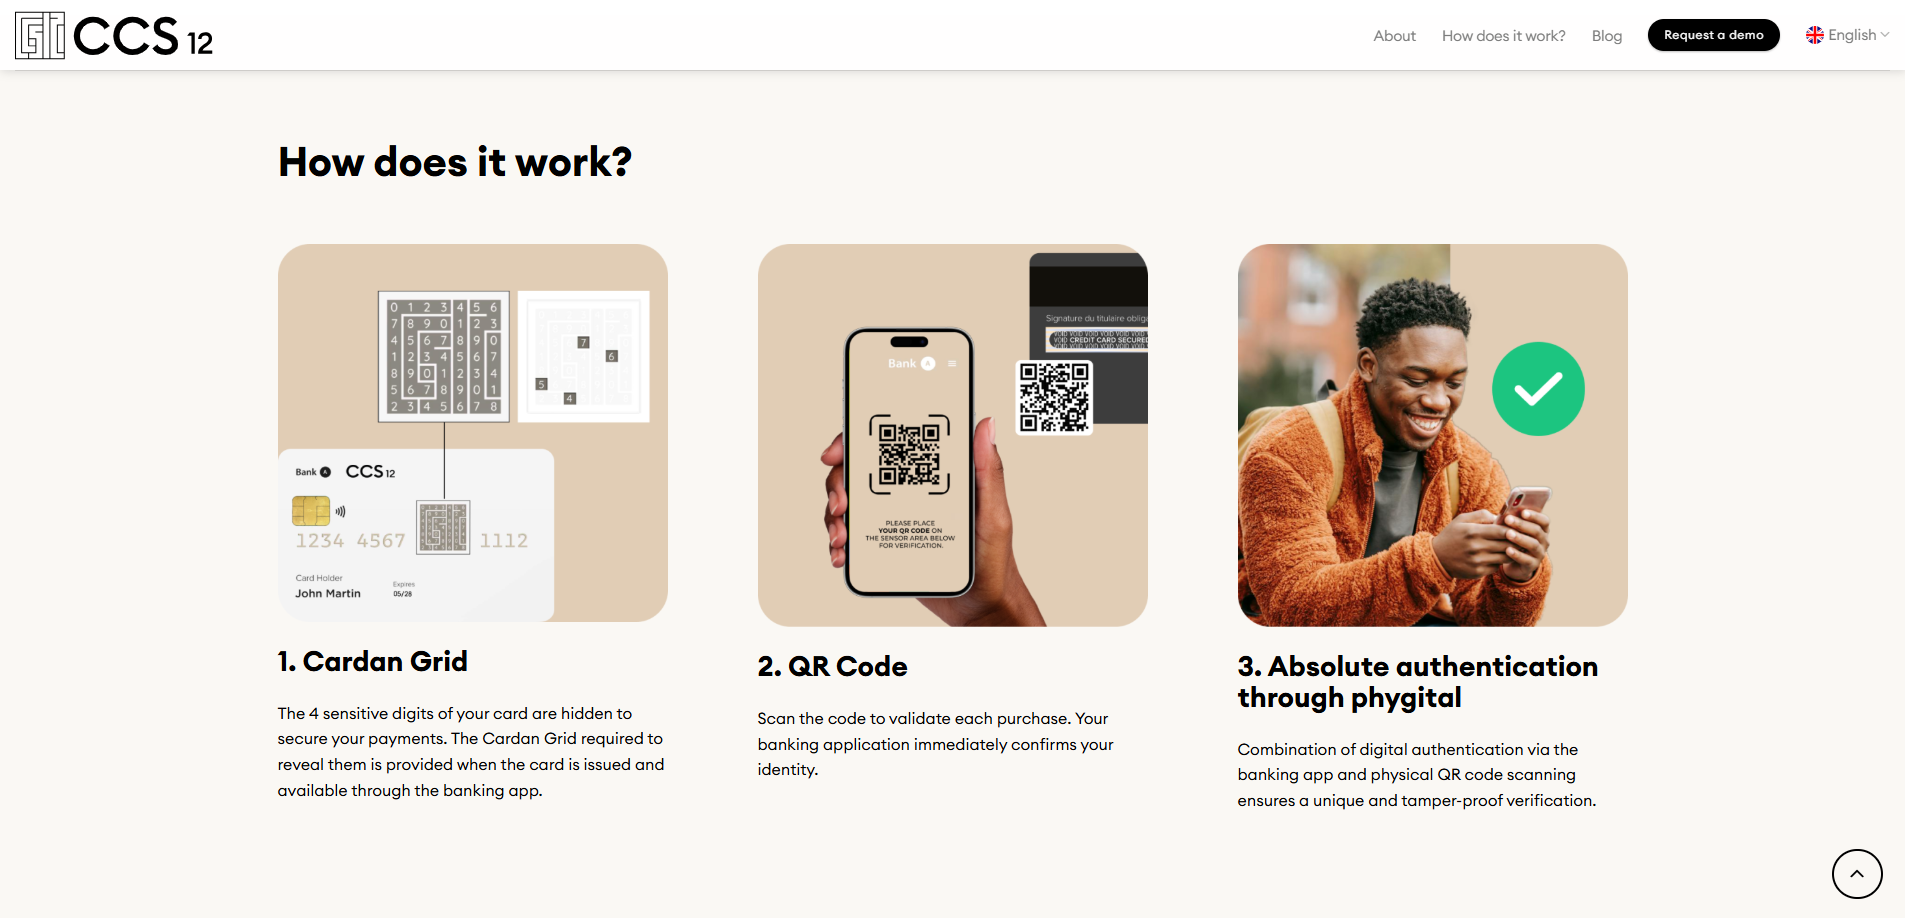 CCS 12
About
How does it work?
Blog
Request a demo
English
How does it work?
0 1 2 3 4 5 6
7 8 9 0 1 2 3
4 5 6 7 8 9 0
1 2 3 4 5 6 7
8 9 0 1 2 3 4
5 6 7 8 9 0 1
2 3 4 5 6 7 8
7
6
5
4
Bank A CCS 12
1234 4567 1112
Card Holder
John Martin
Expires
05/28
1. Cardan Grid
The 4 sensitive digits of your card are hidden to
secure your payments. The Cardan Grid required to
reveal them is provided when the card is issued and
available through the banking app.
Signature du titulaire obliga
VOID CREDIT CARD SECURED
Bank A
PLEASE PLACE
YOUR QR CODE ON
THE SENSOR AREA BELOW
FOR VERIFICATION.
2. QR Code
Scan the code to validate each purchase. Your
banking application immediately confirms your
identity.
3. Absolute authentication
through phygital
Combination of digital authentication via the
banking app and physical QR code scanning
ensures a unique and tamper-proof verification.